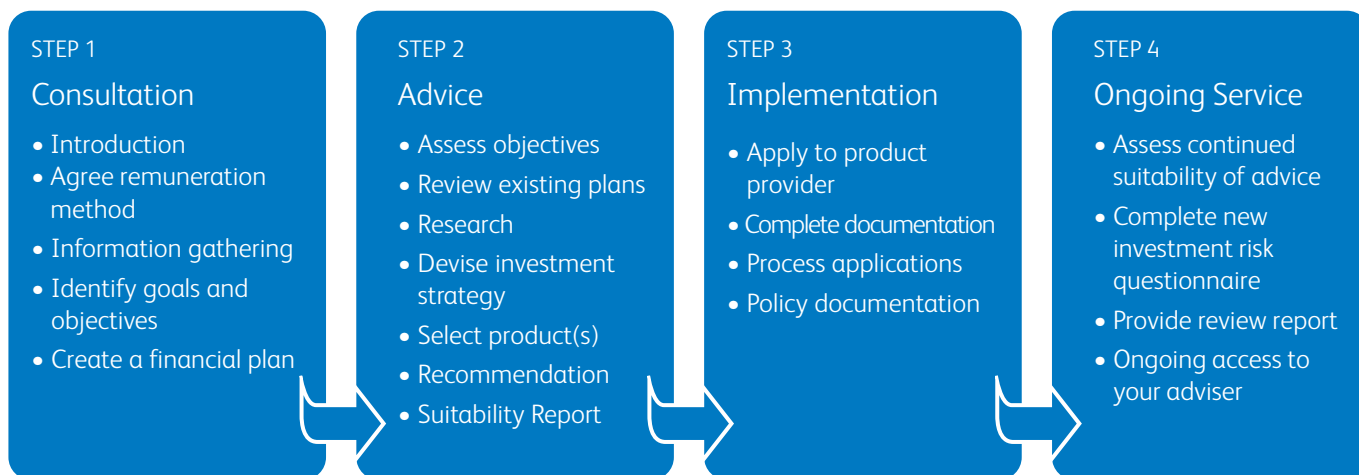 STEP 1
Consultation
• Introduction
• Agree remuneration
method
• Information gathering
• Identify goals and
objectives
• Create a financial plan
STEP 2
Advice
• Assess objectives
• Review existing plans
• Research
• Devise investment
strategy
• Select product(s)
• Recommendation
• Suitability Report
STEP 3
Implementation
• Apply to product
provider
• Complete documentation
• Process applications
• Policy documentation
STEP 4
Ongoing Service
• Assess continued
suitability of advice
• Complete new
investment risk
questionnaire
• Provide review report
• Ongoing access to
your adviser